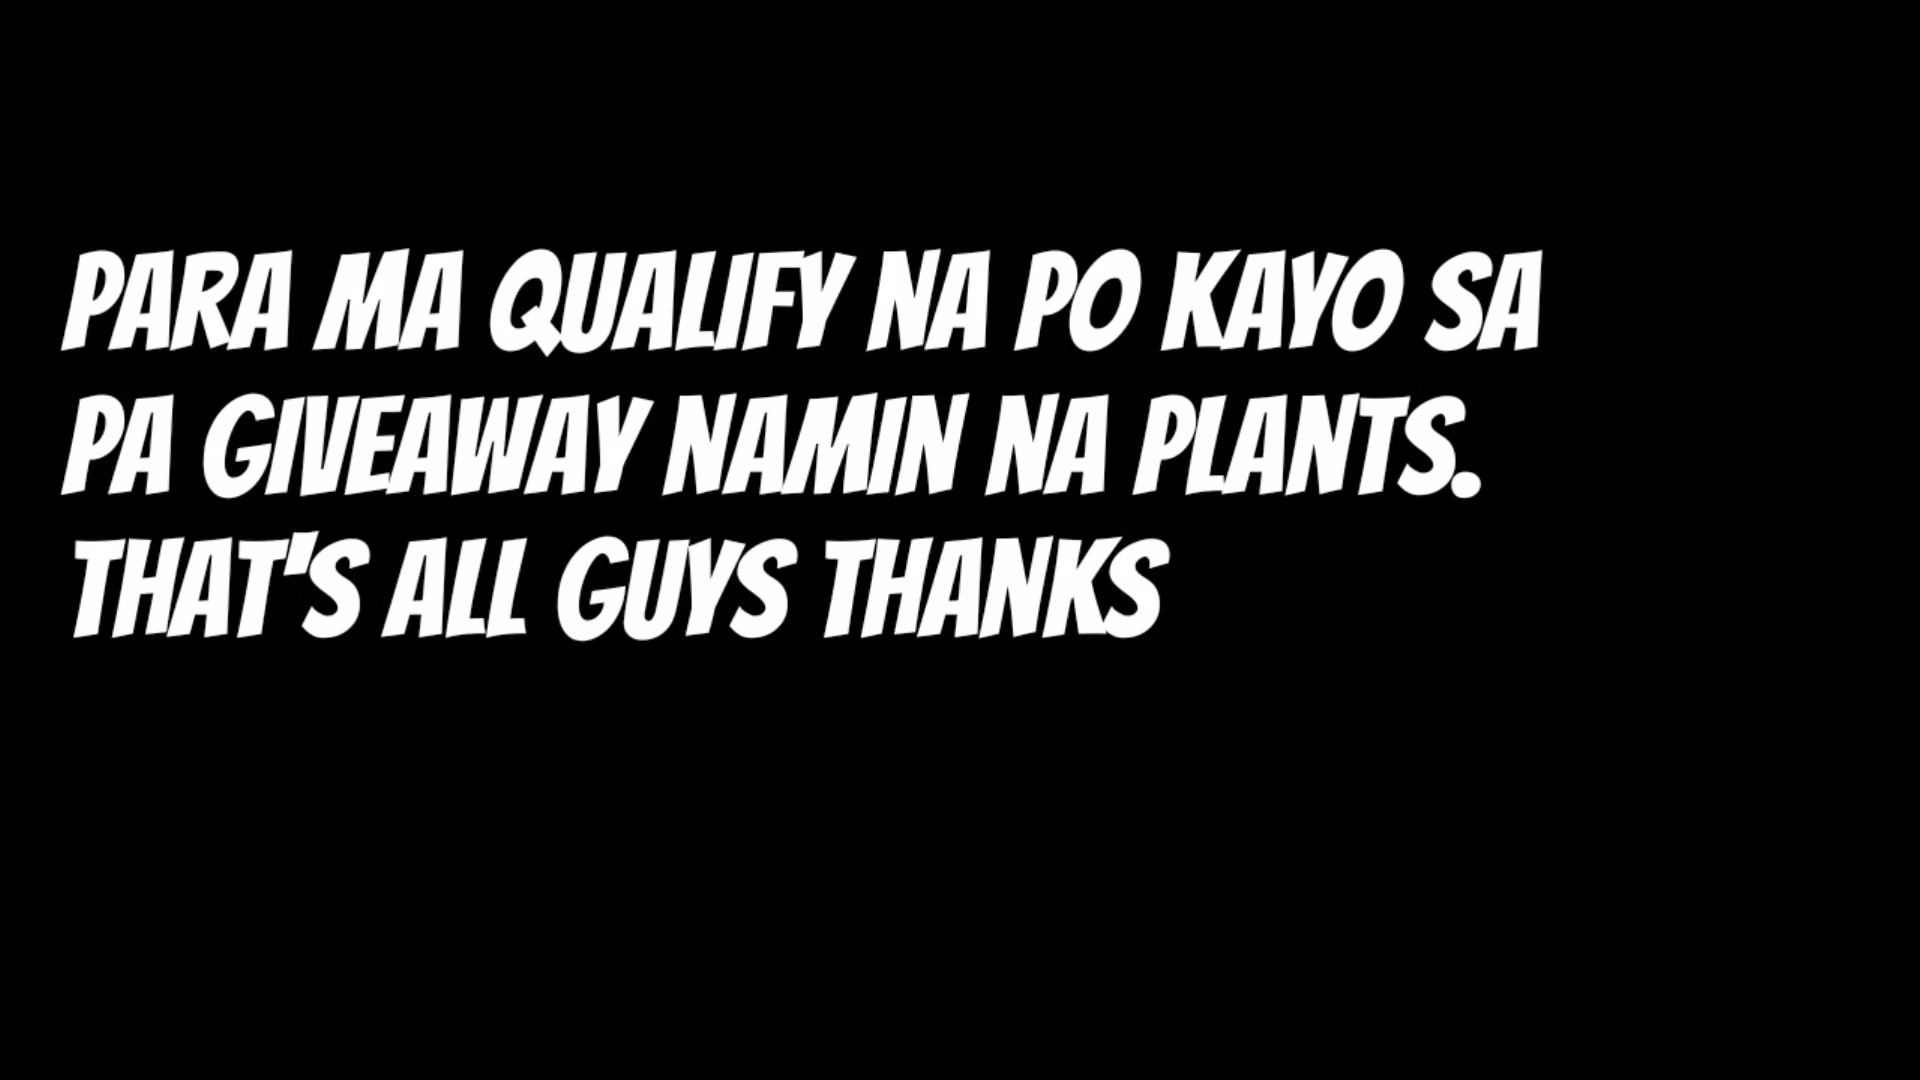 PARA MA QUALIFY NA PO KAYO SA
PA GIVEAWAY NAMIN NA PLANTS.
THAT'S ALL GUYS THANKS